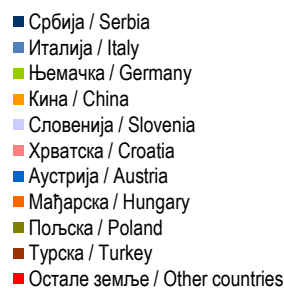 Србија / Serbia
Италија / Italy
Њемачка / Germany
Кина / China
Словенија / Slovenia
Хрватска / Croatia
Аустрија / Austria
Мађарска / Hungary
Пољска / Poland
Турска / Turkey
Остале земље / Other countries